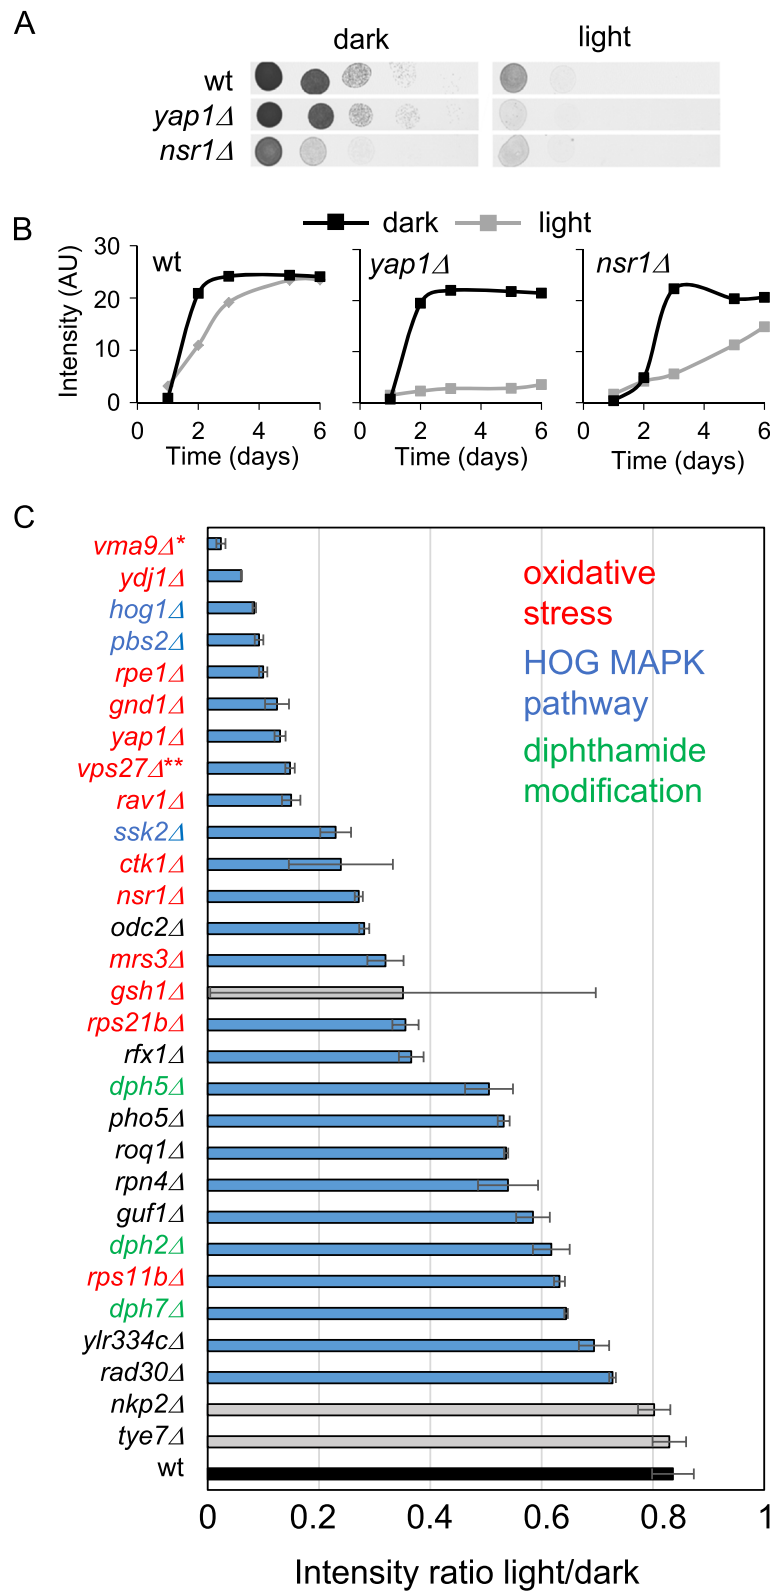 A
dark light
wt
yap1Δ
nsr1Δ
B
dark light
Intensity (AU)
30
20
10
0
wt
yap1Δ
nsr1Δ
0 2 4 6 0 2 4 6 0 2 4 6
Time (days) Time (days) Time (days)
C
vma9Δ*
ydj1Δ
hog1Δ
pbs2Δ
rpe1Δ
gnd1Δ
yap1Δ
vps27Δ**
rav1Δ
ssk2Δ
ctk1Δ
nsr1Δ
odc2Δ
mrs3Δ
gsh1Δ
rps21bΔ
rfx1Δ
dph5Δ
pho5Δ
roq1Δ
rpn4Δ
guf1Δ
dph2Δ
rps11bΔ
dph7Δ
ylr334cΔ
rad30Δ
nkp2Δ
tye7Δ
wt
oxidative
stress
HOG MAPK
pathway
diphthamide
modification
0 0.2 0.4 0.6 0.8 1
Intensity ratio light/dark